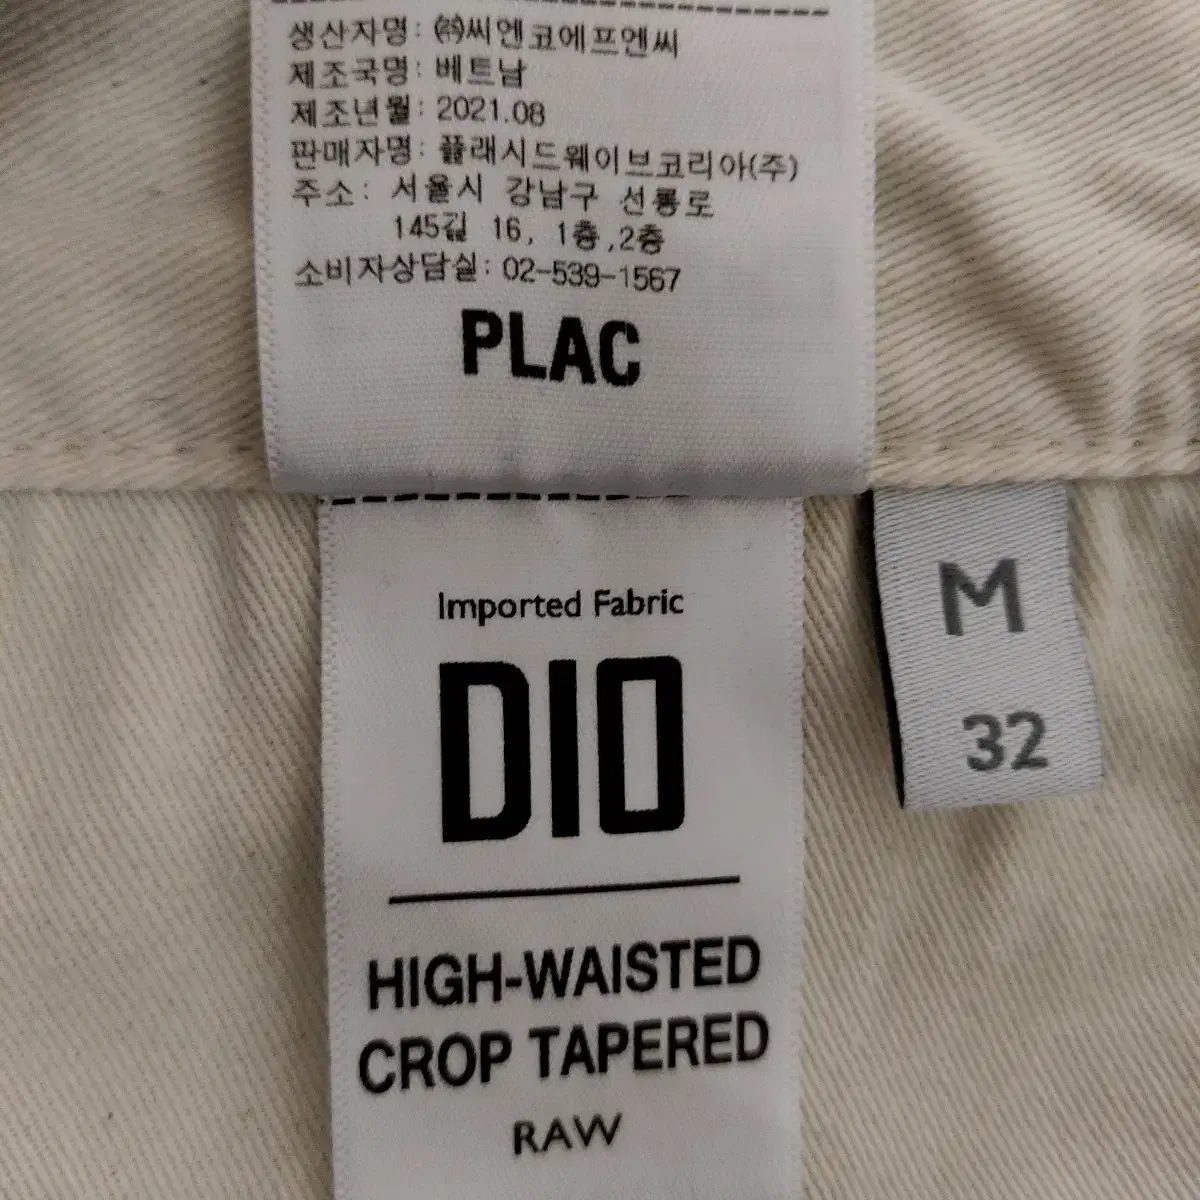 생산자명: ㈜씨엔코에프엔씨
제조국명: 베트남
제조년월: 2021.08
판매자명: 플래시드웨이브코리아(주)
주소: 서울시 강남구 선릉로
145길 16, 1층,2층
소비자상담실: 02-539-1567
PLAC
Imported Fabric
DIO
HIGH-WAISTED
CROP TAPERED
RAW
M
32